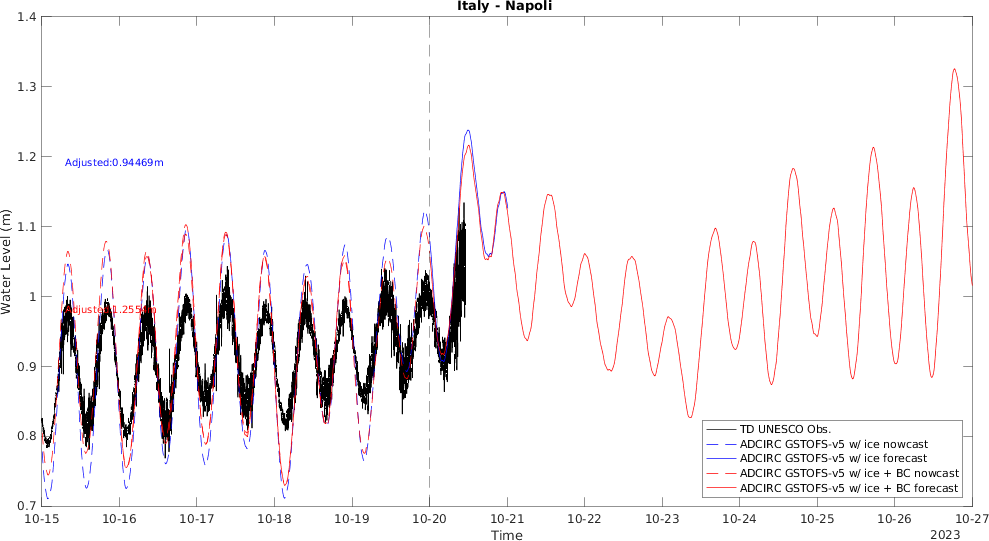 Italy - Napoli
1.4
1.3
1.2
1.1
1
0.9
0.8
0.7
Water Level (m)
Adjusted:0.94469m
TD UNESCO Obs.
ADCIRC GSTOFS-v5 w/ ice nowcast
ADCIRC GSTOFS-v5 w/ ice forecast
ADCIRC GSTOFS-v5 w/ ice + BC nowcast
ADCIRC GSTOFS-v5 w/ ice + BC forecast
10-15 10-16 10-17 10-18 10-19 10-20 10-21 10-22 10-23 10-24 10-25 10-26 10-27
Time
2023